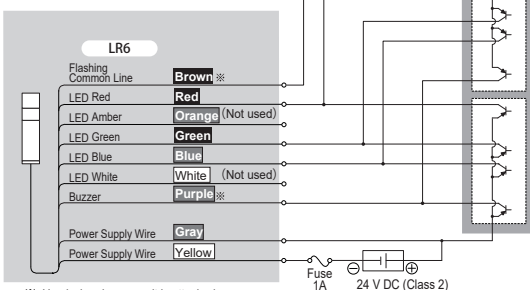 LR6
Flashing
Common Line Brown ※
LED Red Red
LED Amber Orange (Not used)
LED Green Green
LED Blue Blue
LED White White (Not used)
Buzzer Purple ※
Power Supply Wire Gray
Power Supply Wire Yellow
Fuse
1A
24 V DC (Class 2)